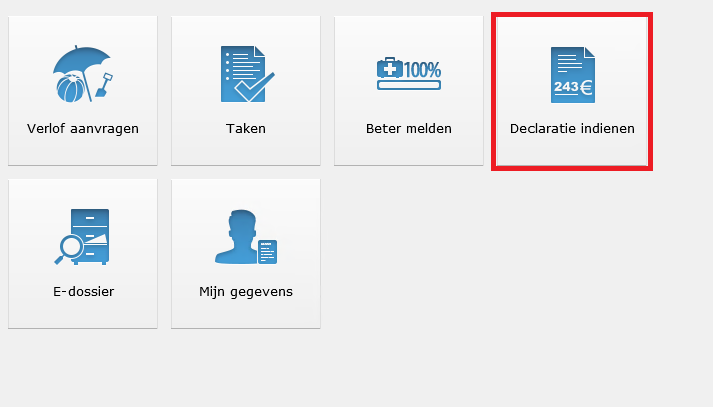 100%
243€
Verlof aanvragen
Taken
Beter melden
Declaratie indienen
E-dossier
Mijn gegevens